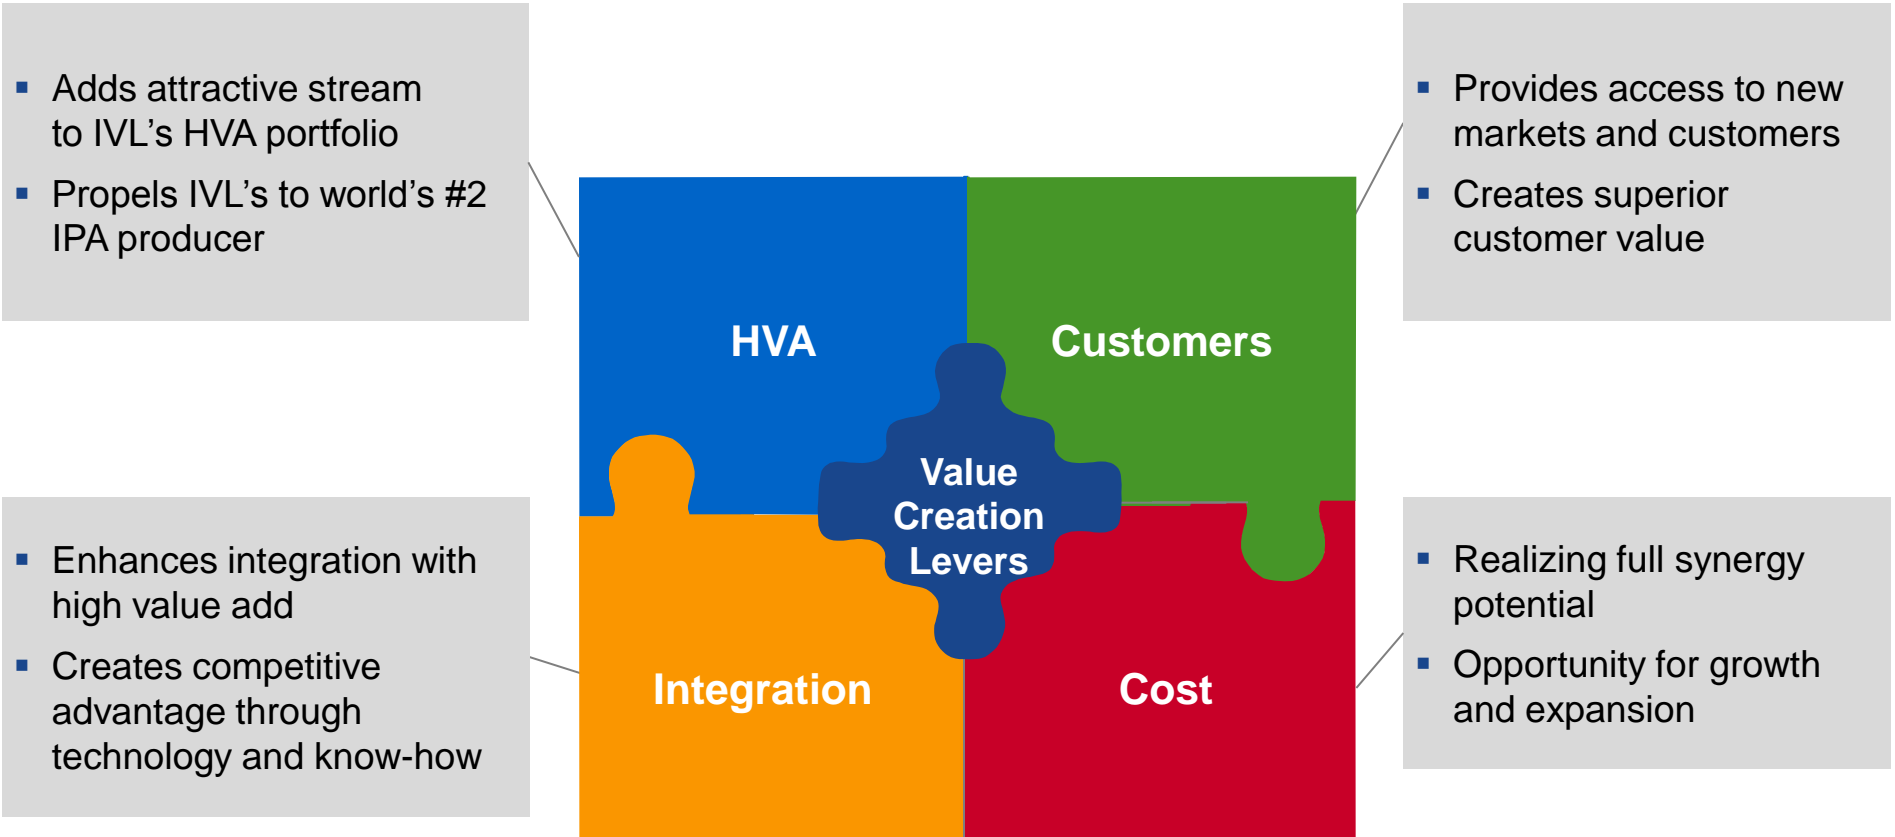 ▪ Adds attractive stream
to IVL’s HVA portfolio
▪ Propels IVL’s to world’s #2
IPA producer
▪ Provides access to new
markets and customers
▪ Creates superior
customer value
HVA
Customers
Value
Creation
Levers
Integration
Cost
▪ Enhances integration with
high value add
▪ Creates competitive
advantage through
technology and know-how
▪ Realizing full synergy
potential
▪ Opportunity for growth
and expansion